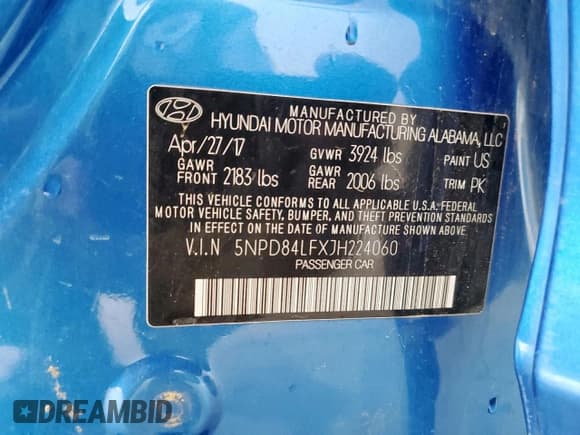 MANUFACTURED BY
HYUNDAI MOTOR MANUFACTURING ALABAMA, LLC
Apr/27/17 GVWR 3924 lbs PAINT US
GAWR FRONT 2183 lbs GAWR REAR 2006 lbs TRIM PK
THIS VEHICLE CONFORMS TO ALL APPLICABLE U.S.A. FEDERAL
MOTOR VEHICLE SAFETY, BUMPER, AND THEFT PREVENTION STANDARDS
IN EFFECT ON THE DATE OF MANUFACTURE SHOWN ABOVE.
V.I.N 5NPD84LFXJH224060
PASSENGER CAR
DREAMBID